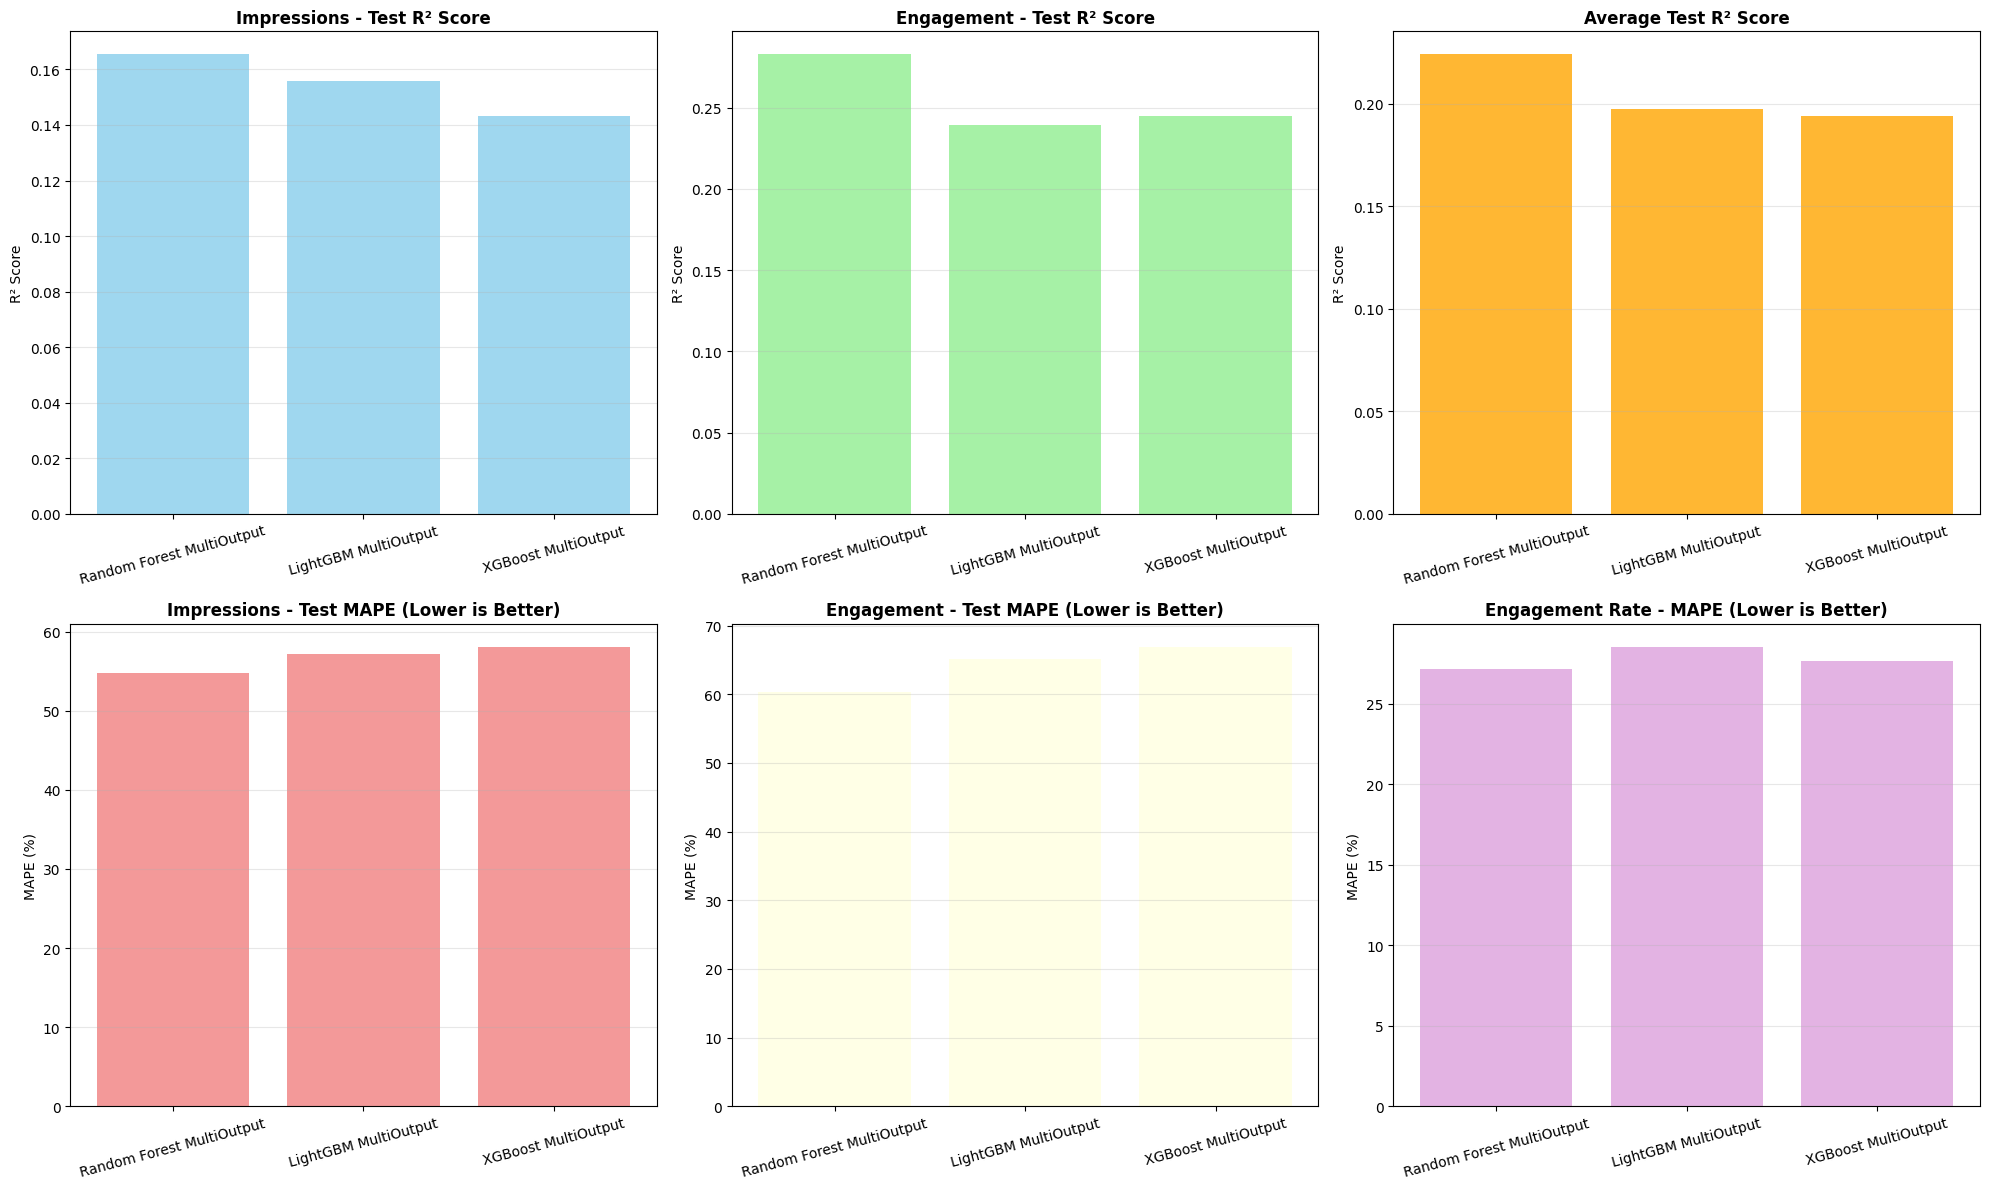 Impressions - Test R² Score
R² Score
0.16
0.14
0.12
0.10
0.08
0.06
0.04
0.02
0.00
Random Forest MultiOutput
LightGBM MultiOutput
XGBoost MultiOutput
Engagement - Test R² Score
R² Score
0.25
0.20
0.15
0.10
0.05
0.00
Random Forest MultiOutput
LightGBM MultiOutput
XGBoost MultiOutput
Average Test R² Score
R² Score
0.20
0.15
0.10
0.05
0.00
Random Forest MultiOutput
LightGBM MultiOutput
XGBoost MultiOutput
Impressions - Test MAPE (Lower is Better)
MAPE (%)
60
50
40
30
20
10
0
Random Forest MultiOutput
LightGBM MultiOutput
XGBoost MultiOutput
Engagement - Test MAPE (Lower is Better)
MAPE (%)
70
60
50
40
30
20
10
0
Random Forest MultiOutput
LightGBM MultiOutput
XGBoost MultiOutput
Engagement Rate - MAPE (Lower is Better)
MAPE (%)
25
20
15
10
5
0
Random Forest MultiOutput
LightGBM MultiOutput
XGBoost MultiOutput